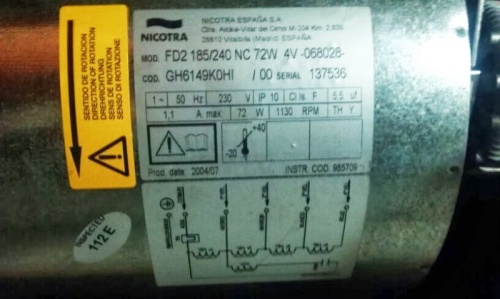 SENTIDO DE ROTACION
DIRECTION OF ROTATION
DREHRICHTUNG
SENS DE ROTATION
SENSO DI ROTAZIONE
NICOTRA
NICOTRA ESPAÑA S.A.
28810 Villalbilla (Madrid) ESPAÑA
MOD. FD2 185/240 NC 72W 4V -068028-
COD. GH6149K0HI / 00 SERIAL 137536
1~ 50 Hz 230 V IP 10 Cl is F 5.5 uf
1,1 A max 72 W 1130 RPM TH Y
-20 +40
Prod. date 2004/07 INSTR. COD. 985709
INSPECTED
112 E